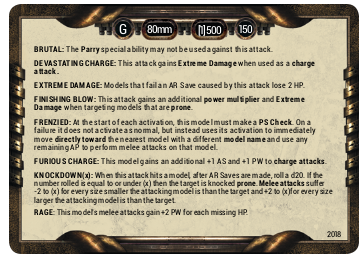 G 80mm 500 150
BRUTAL: The Parry special ability may not be used against this attack.
DEVASTATING CHARGE: This attack gains Extreme Damage when used as a charge
attack.
EXTREME DAMAGE: Models that fail an AR Save caused by this attack lose 2 HP.
FINISHING BLOW: This attack gains an additional power multiplier and Extreme
Damage when targeting models that are prone.
FRENZIED: At the start of each activation, this model must make a PS Check. On a
failure it does not activate as normal, but instead uses its activation to immediately
move directly toward the nearest model with a different model name and use any
remaining AP to perform melee attacks on that model.
FURIOUS CHARGE: This model gains an additional +1 AS and +1 PW to charge attacks.
KNOCKDOWN(x): When this attack hits a model, after AR Saves are made, roll a d20. If the
number rolled is equal to or under (x) then the target is knocked prone. Melee attacks suffer
-2 to (x) for every size smaller the attacking model is than the target and +2 to (x) for every size
larger the attacking model is than the target.
RAGE: This model's melee attacks gain +2 PW for each missing HP.
2018